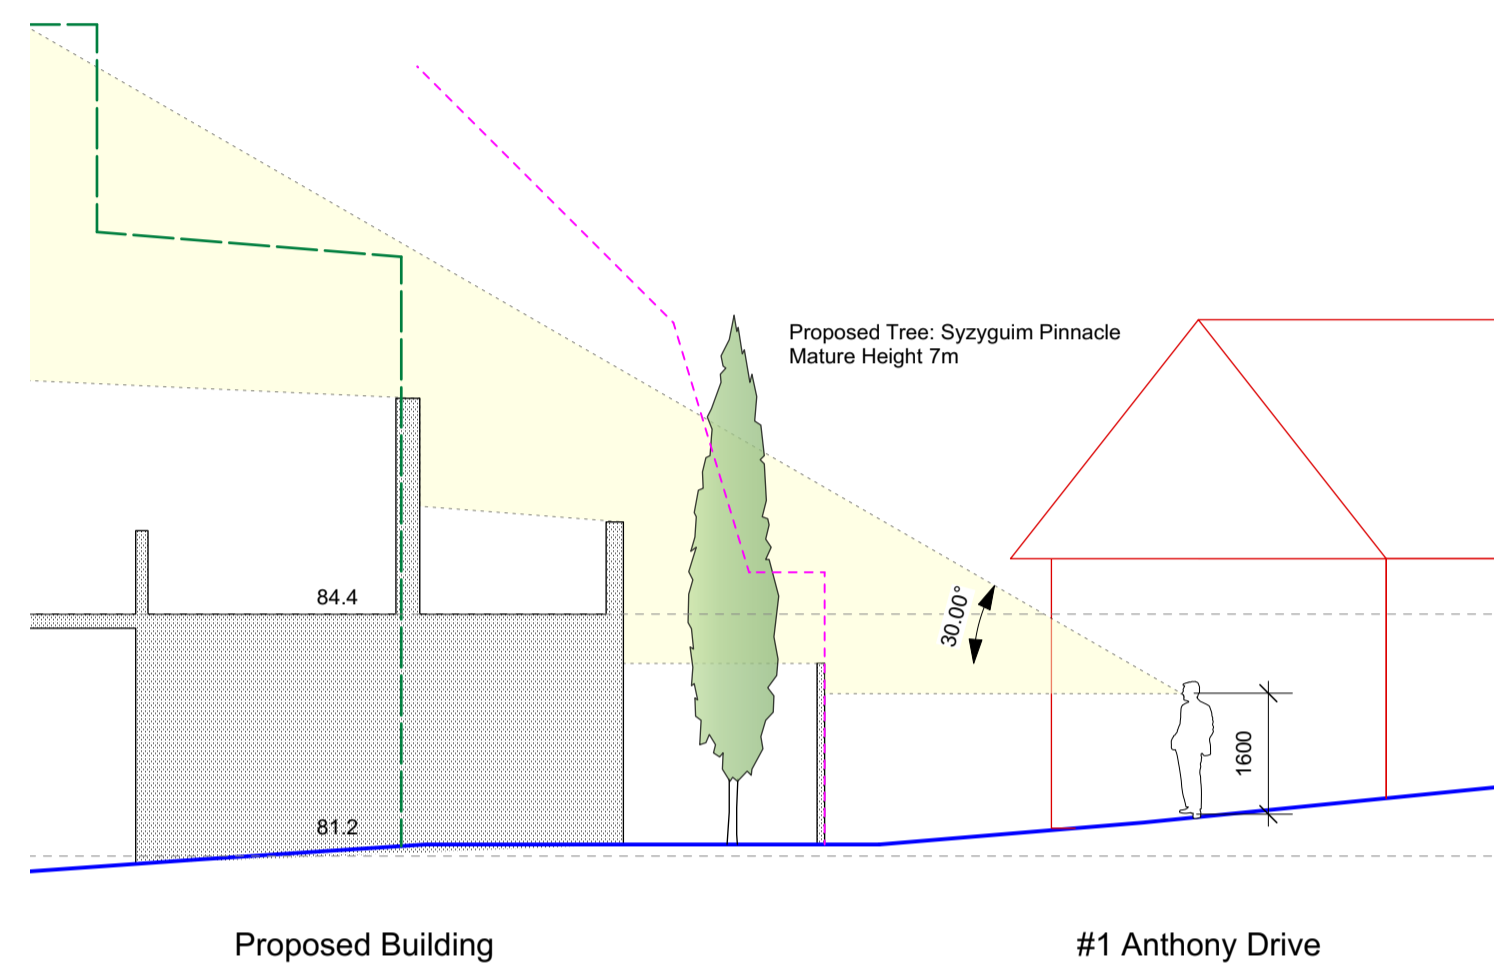 Proposed Tree: Syzyguim Pinnacle
Mature Height 7m
84.4
30.00°
1600
81.2
Proposed Building
#1 Anthony Drive